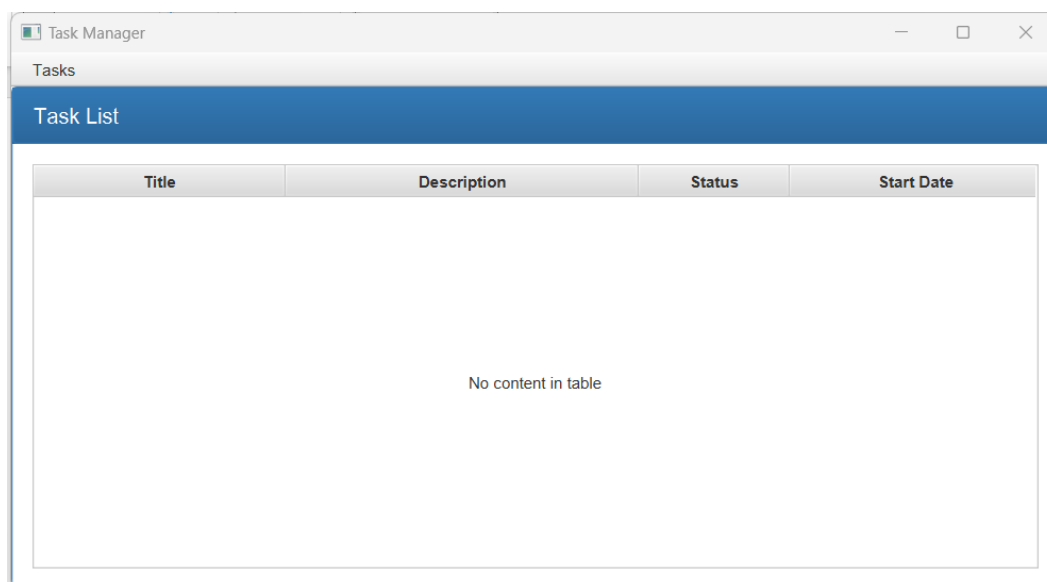 Task Manager
Tasks
Task List
Title Description Status Start Date
No content in table